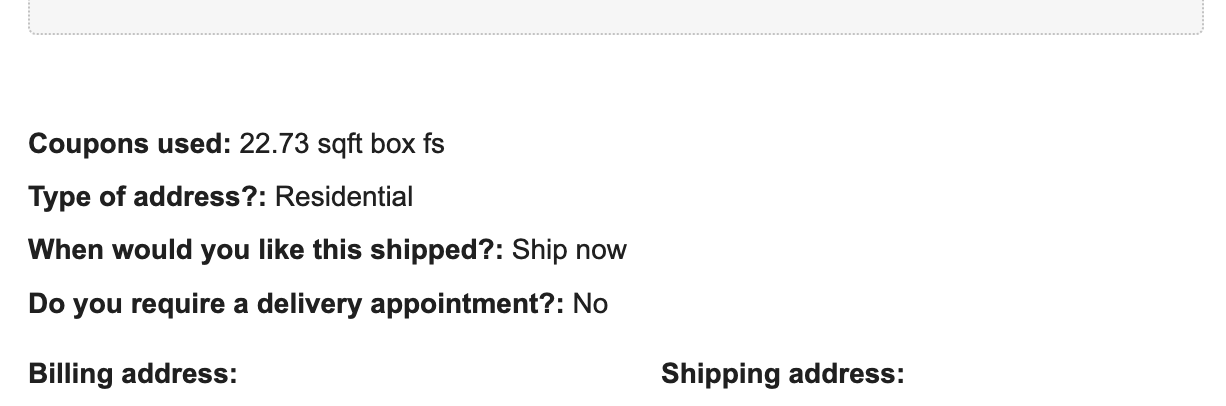 Coupons used: 22.73 sqft box fs
Type of address?: Residential
When would you like this shipped?: Ship now
Do you require a delivery appointment?: No
Billing address:
Shipping address: